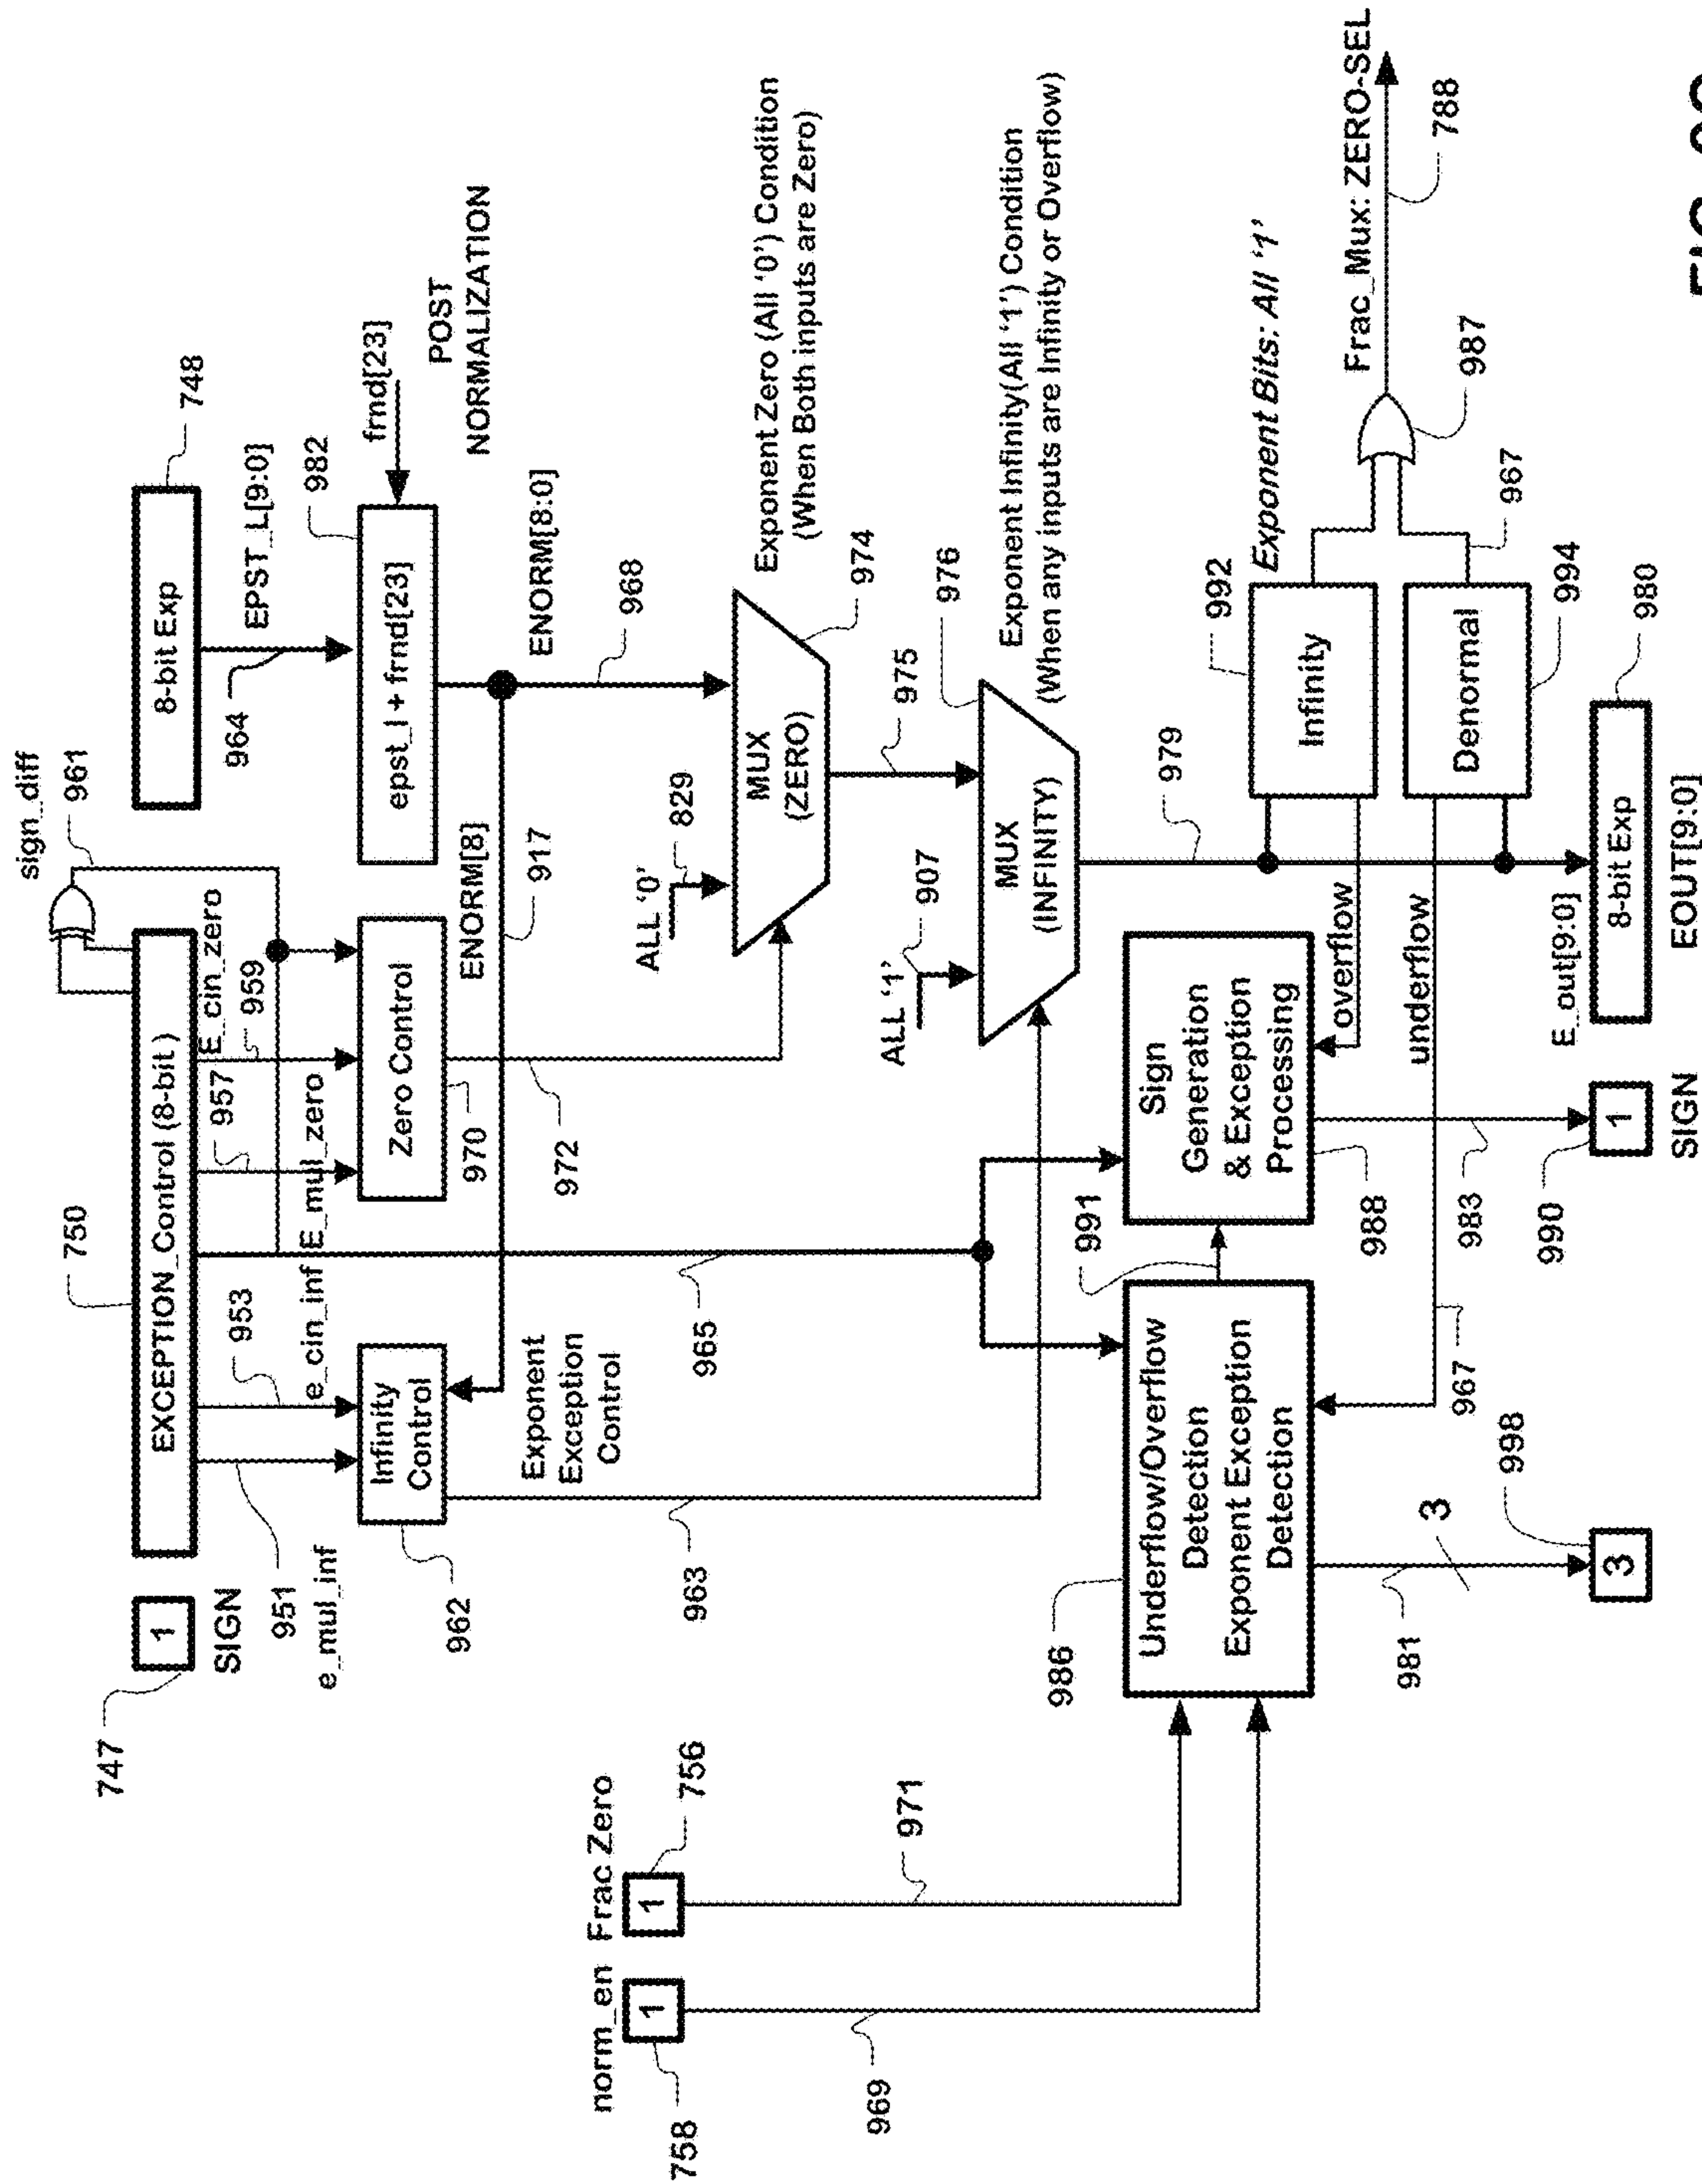 sign_diff
961
750
EXCEPTION_Control (8-bit )
747
1
SIGN
748
8-bit Exp
EPST_L[9:0]
964
951
e_mul_inf
953
e_cin_inf
957
E_mul_zero
959
E_cin_zero
982
epst_l + frnd[23]
frnd[23]
POST
NORMALIZATION
Infinity
Control
962
Zero Control
970
ENORM[8]
917
ENORM[8:0]
968
Exponent
Exception
Control
963
965
972
ALL '0'
829
MUX
(ZERO)
974
Exponent Zero (All '0') Condition
(When Both inputs are Zero)
975
ALL '1'
907
MUX
(INFINITY)
976
Exponent Infinity(All '1') Condition
(When any inputs are Infinity or Overflow)
979
norm_en
1
758
969
Frac Zero
1
756
971
986
Underflow/Overflow
Detection
Exponent Exception
Detection
991
Sign
Generation
& Exception
Processing
988
overflow
underflow
967
992
Infinity
Exponent Bits: All '1'
Denormal
994
967
987
Frac_Mux: ZERO-SEL
788
981
3
3
998
983
990
1
SIGN
E_out[9:0]
8-bit Exp
980
EOUT[9:0]